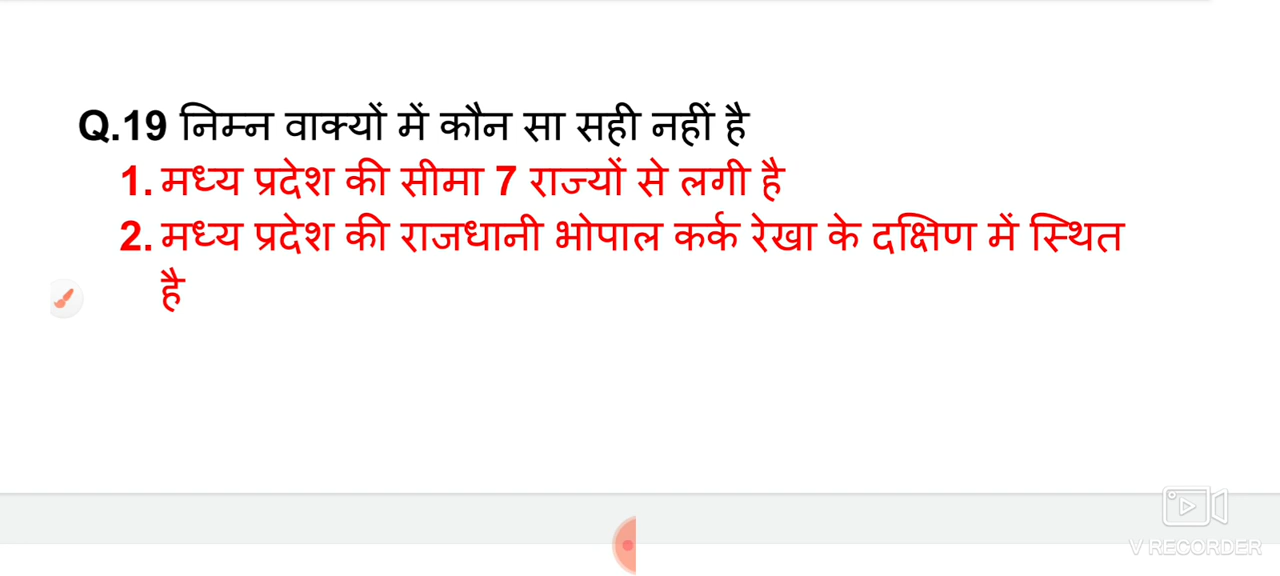 Q.19 निम्न वाक्यों में कौन सा सही नहीं है
1. मध्य प्रदेश की सीमा 7 राज्यों से लगी है
2. मध्य प्रदेश की राजधानी भोपाल कर्क रेखा के दक्षिण में स्थित
है
V RECORDER